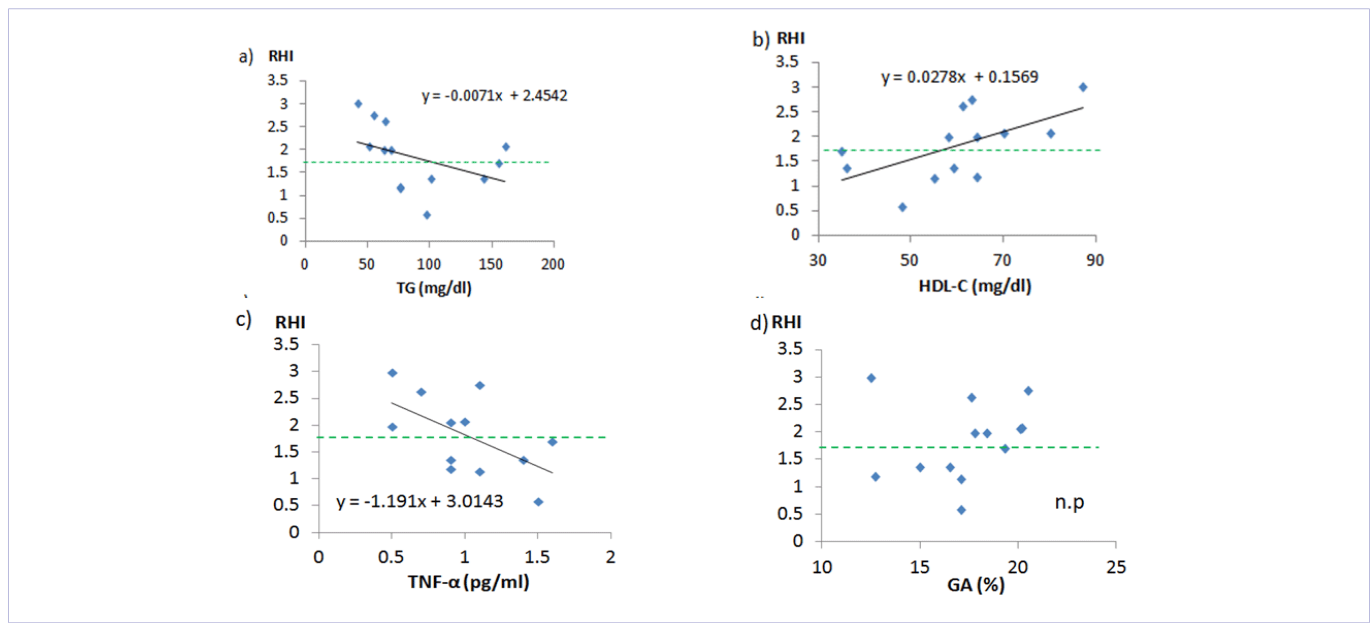 a) RHI
y = -0.0071x + 2.4542
3.5
3
2.5
2
1.5
1
0.5
0
0 50 100 150 200
TG (mg/dl)
b) RHI
y = 0.0278x + 0.1569
3.5
3
2.5
2
1.5
1
0.5
0
30 50 70 90
HDL-C (mg/dl)
c) RHI
3.5
3
2.5
2
1.5
1
0.5
0
y = -1.191x + 3.0143
0 0.5 1 1.5 2
TNF-α (pg/ml)
d) RHI
3.5
3
2.5
2
1.5
1
0.5
0
n.p
10 15 20 25
GA (%)